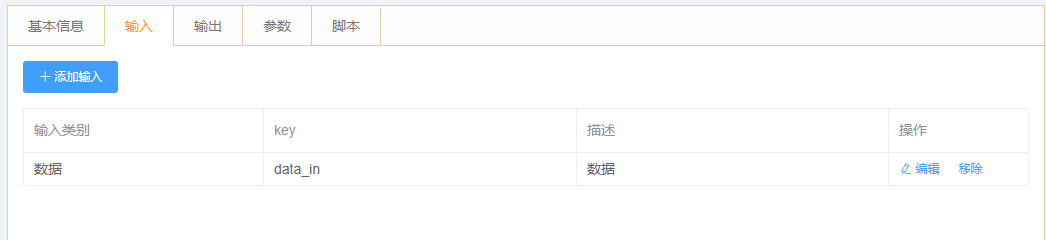 基本信息 输入 输出 参数 脚本
添加输入
输入类别 key 描述 操作
数据 data_in 数据 编辑 移除